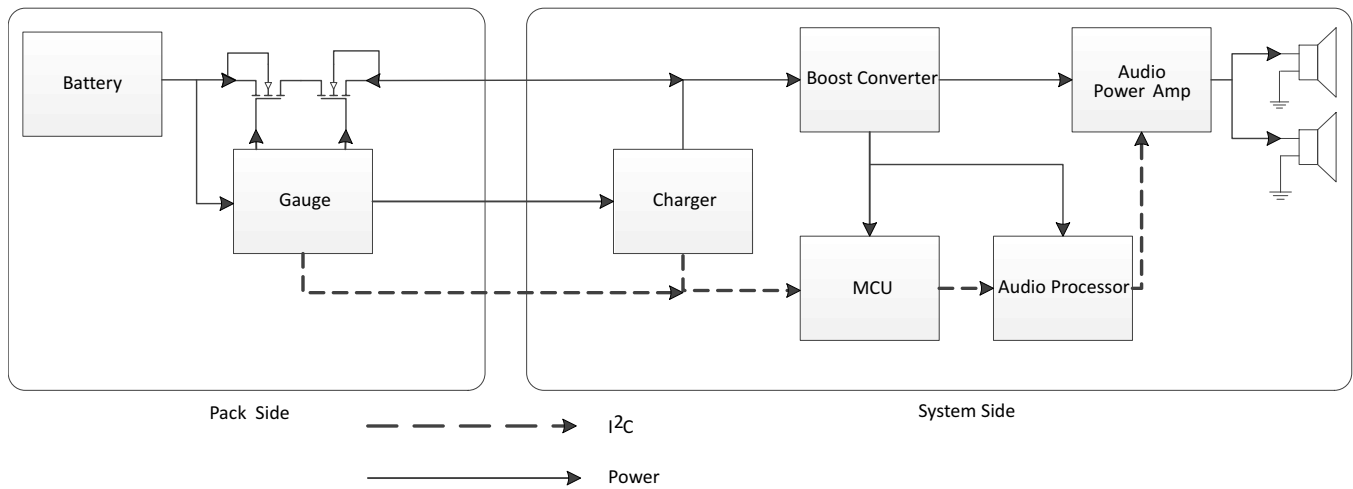 Battery
Boost Converter
Audio
Power Amp
Gauge
Charger
MCU
Audio Processor
Pack Side
System Side
I²C
Power